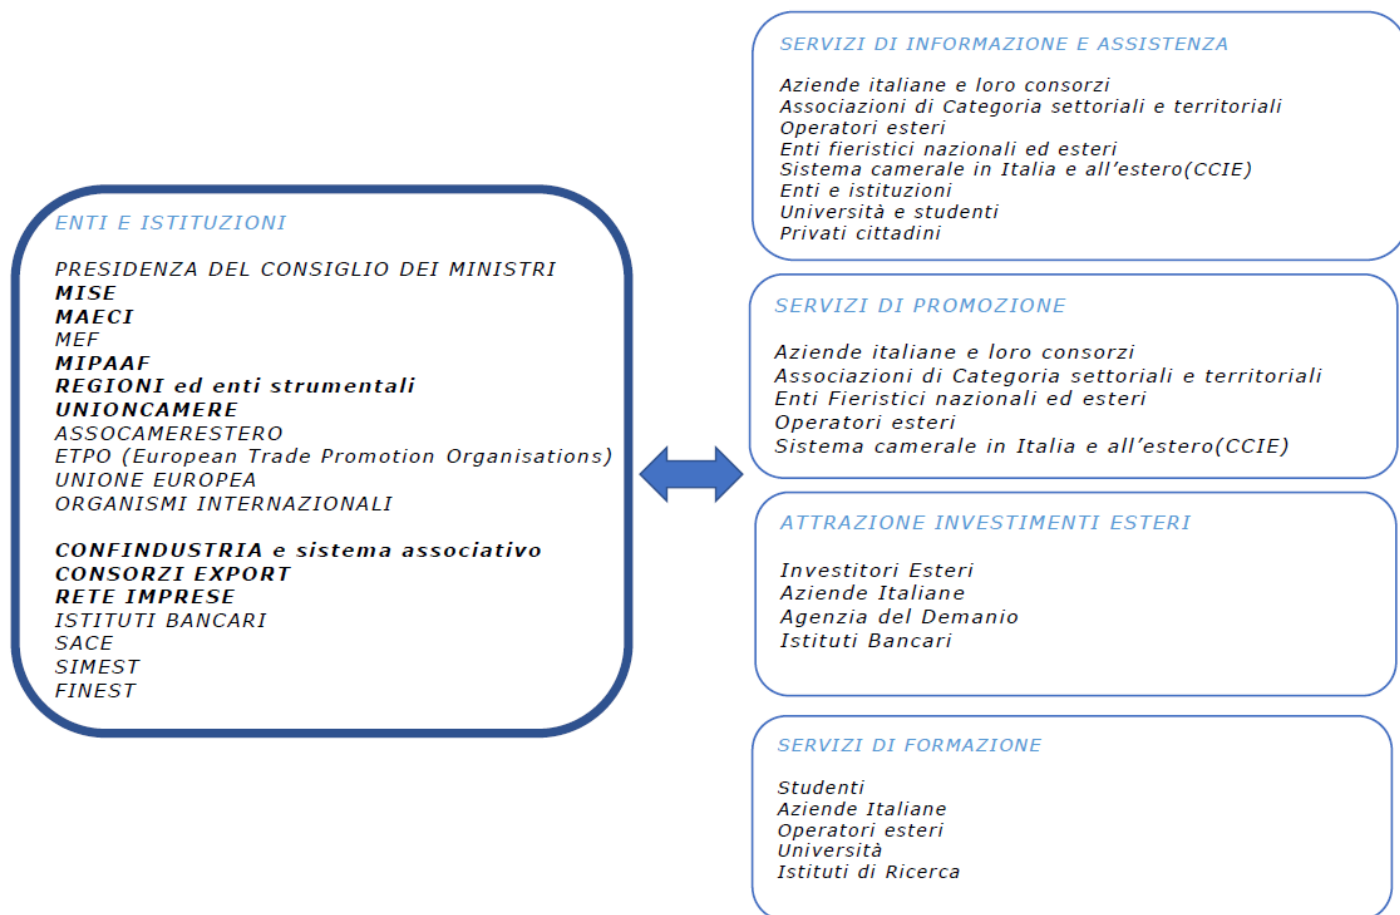 ENTI E ISTITUZIONI
PRESIDENZA DEL CONSIGLIO DEI MINISTRI
MISE
MAECI
MEF
MIPAAF
REGIONI ed enti strumentali
UNIONCAMERE
ASSOCAMERESTERO
ETPO (European Trade Promotion Organisations)
UNIONE EUROPEA
ORGANISMI INTERNAZIONALI
CONFINDUSTRIA e sistema associativo
CONSORZI EXPORT
RETE IMPRESE
ISTITUTI BANCARI
SACE
SIMEST
FINEST
SERVIZI DI INFORMAZIONE E ASSISTENZA
Aziende italiane e loro consorzi
Associazioni di Categoria settoriali e territoriali
Operatori esteri
Enti fieristici nazionali ed esteri
Sistema camerale in Italia e all'estero(CCIE)
Enti e istituzioni
Università e studenti
Privati cittadini
SERVIZI DI PROMOZIONE
Aziende italiane e loro consorzi
Associazioni di Categoria settoriali e territoriali
Enti Fieristici nazionali ed esteri
Operatori esteri
Sistema camerale in Italia e all'estero(CCIE)
ATTRAZIONE INVESTIMENTI ESTERI
Investitori Esteri
Aziende Italiane
Agenzia del Demanio
Istituti Bancari
SERVIZI DI FORMAZIONE
Studenti
Aziende Italiane
Operatori esteri
Università
Istituti di Ricerca